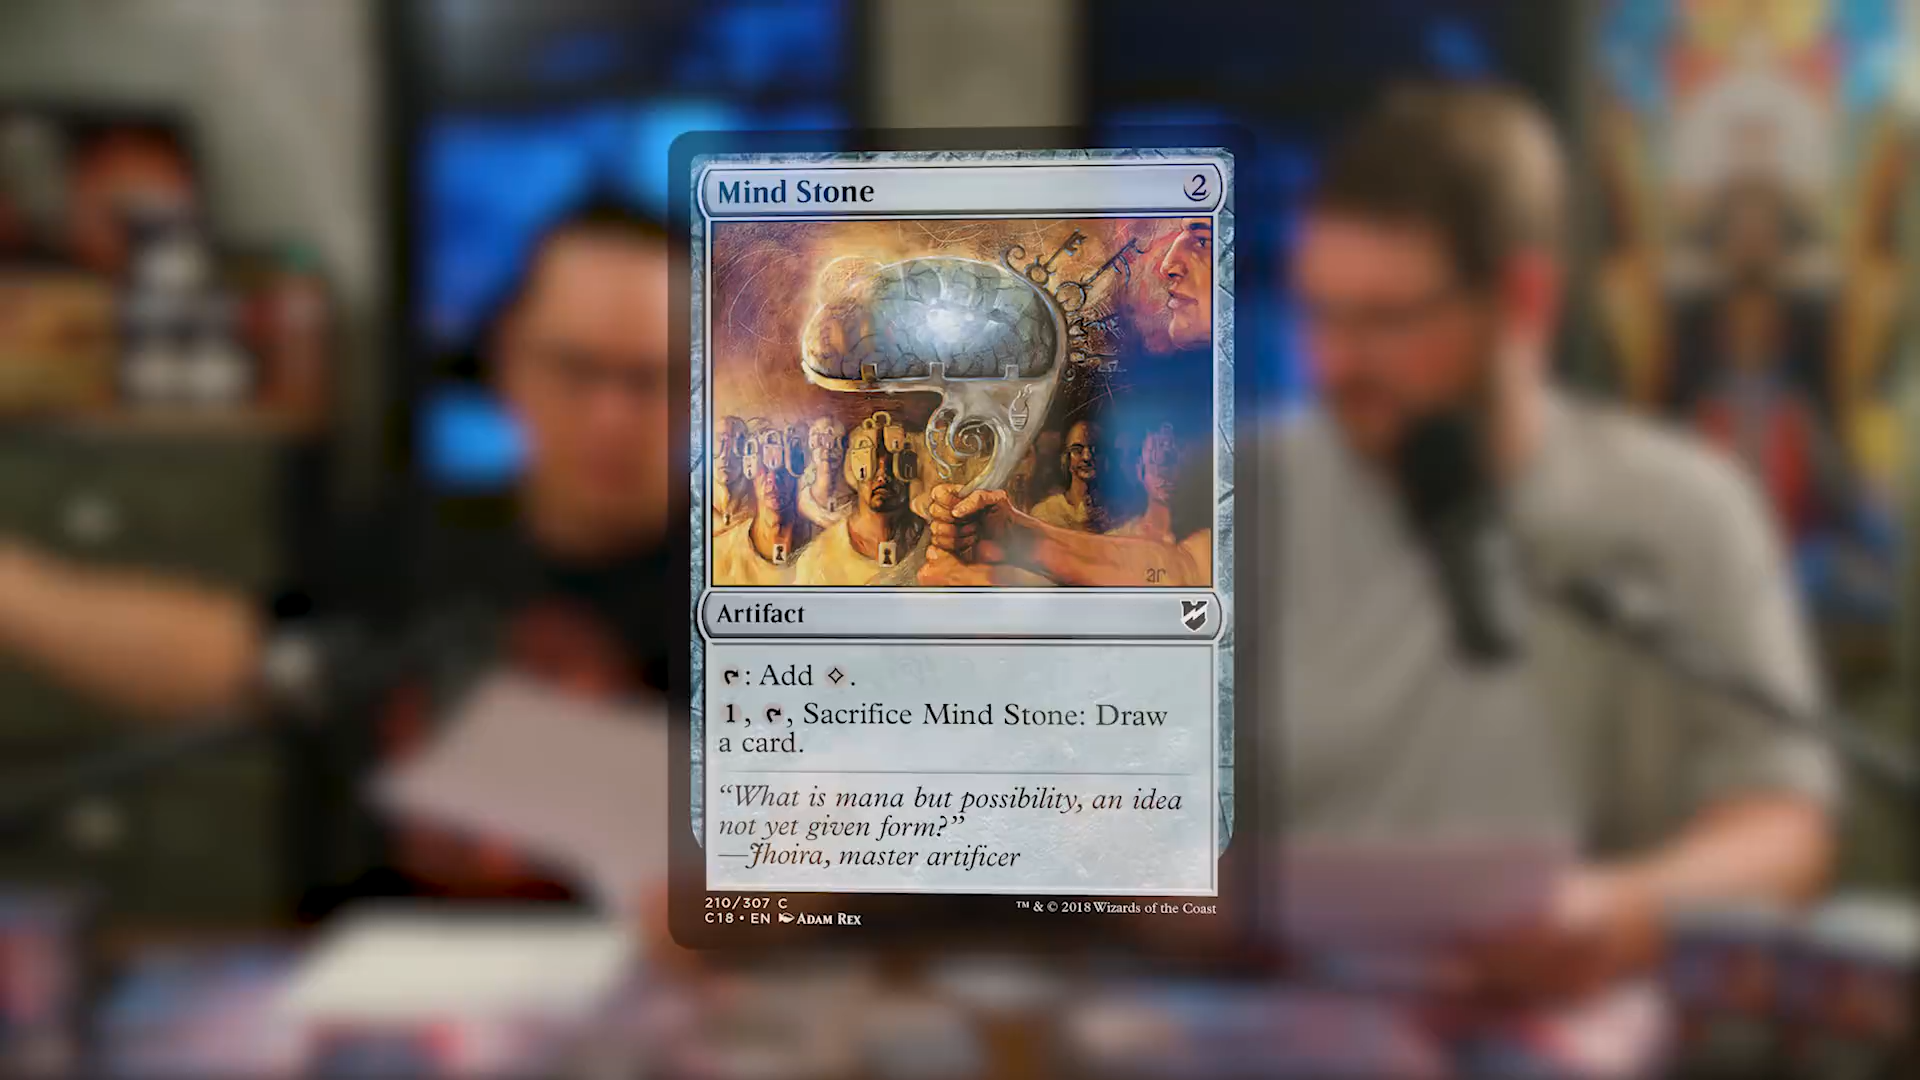 Mind Stone 2
Artifact
: Add .
1, , Sacrifice Mind Stone: Draw
a card.
“What is mana but possibility, an idea
not yet given form?”
—Jhoira, master artificer
210/307 C
C18 • EN Adam Rex
™ & © 2018 Wizards of the Coast
ar